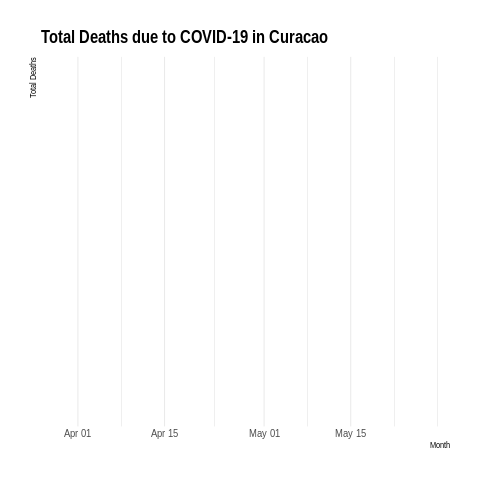 Total Deaths due to COVID-19 in Curacao
Total Deaths
Apr 01 Apr 15 May 01 May 15
Month